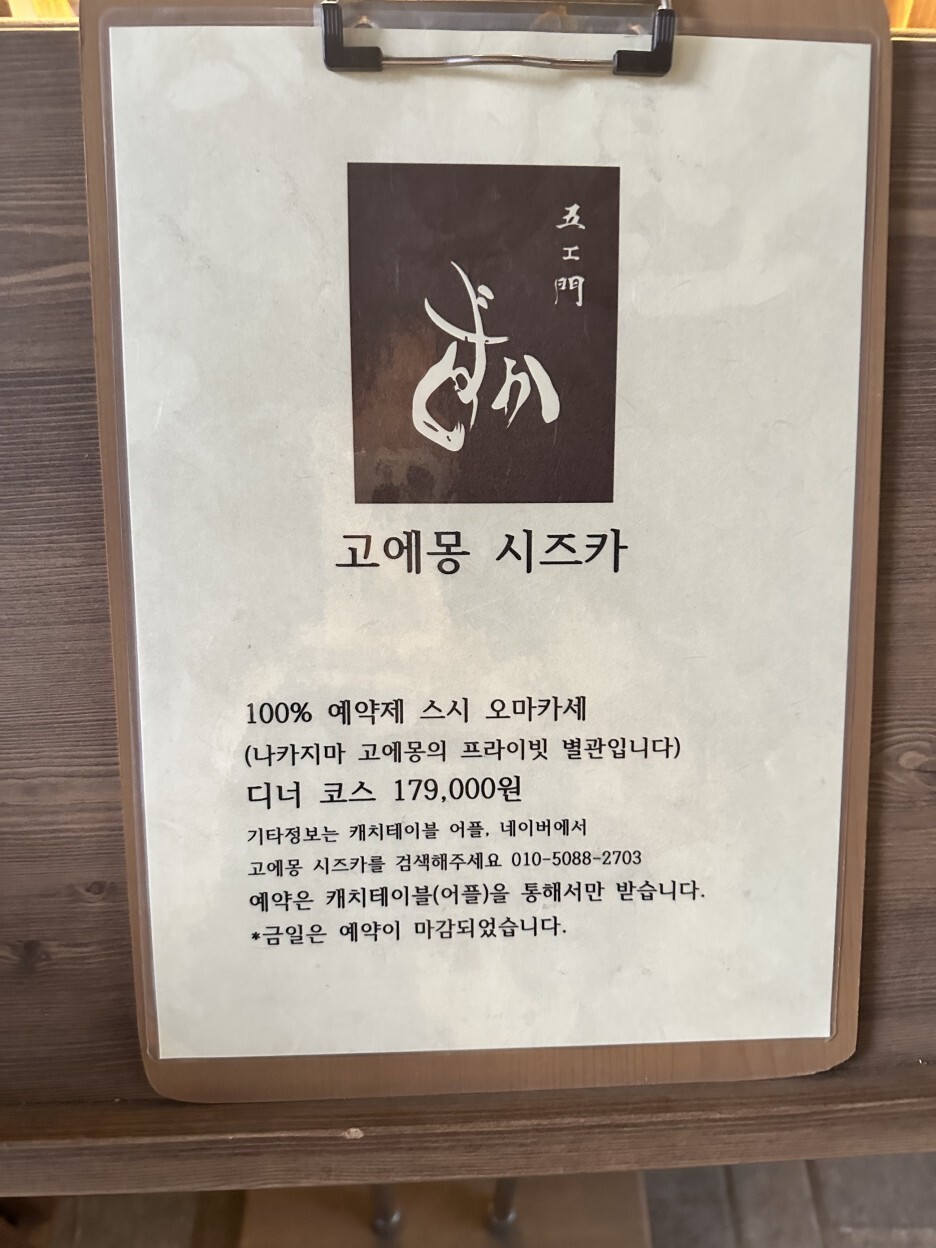 五
エ
門
しずか
고에몽 시즈카
100% 예약제 스시 오마카세
(나카지마 고에몽의 프라이빗 별관입니다)
디너 코스 179,000원
기타정보는 캐치테이블 어플, 네이버에서
고에몽 시즈카를 검색해주세요 010-5088-2703
예약은 캐치테이블(어플)을 통해서만 받습니다.
*금일은 예약이 마감되었습니다.